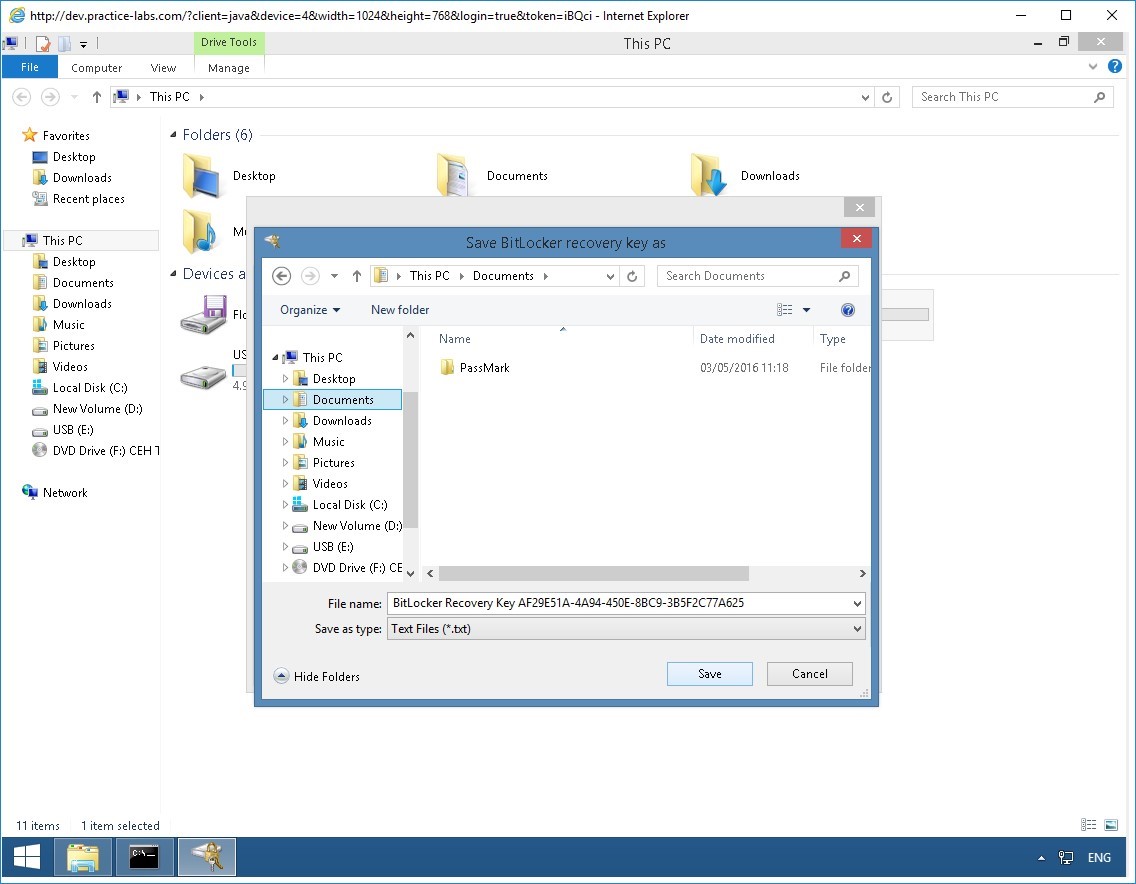 http://dev.practice-labs.com/?client=java&device=4&width=1024&height=768&login=true&token=iBQci - Internet Explorer
Drive Tools
This PC
File
Computer
View
Manage
This PC
Search This PC
Favorites
Desktop
Downloads
Recent places
This PC
Desktop
Documents
Downloads
Music
Pictures
Videos
Local Disk (C:)
New Volume (D:)
USB (E:)
DVD Drive (F:) CEH T
Network
Folders (6)
Desktop
Documents
Downloads
Devices a
Save BitLocker recovery key as
This PC
Documents
Search Documents
Organize
New folder
Name
Date modified
Type
This PC
Desktop
Documents
Downloads
Music
Pictures
Videos
Local Disk (C:)
New Volume (D:)
USB (E:)
DVD Drive (F:) CE
PassMark
03/05/2016 11:18
File folder
File name:
BitLocker Recovery Key AF29E51A-4A94-450E-8BC9-3B5F2C77A625
Save as type:
Text Files (*.txt)
Hide Folders
Save
Cancel
11 items
1 item selected
ENG